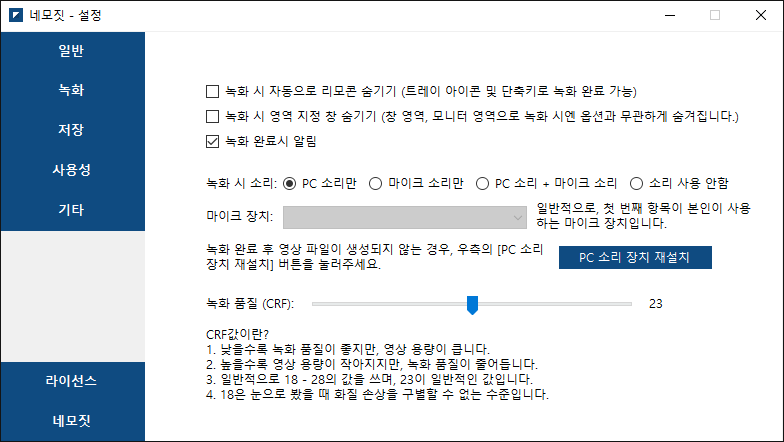 네모짓 - 설정
일반
녹화
저장
사용성
기타
라이선스
네모짓
녹화 시 자동으로 리모콘 숨기기 (트레이 아이콘 및 단축키로 녹화 완료 가능)
녹화 시 영역 지정 창 숨기기 (창 영역, 모니터 영역으로 녹화 시엔 옵션과 무관하게 숨겨집니다.)
녹화 완료시 알림
녹화 시 소리: PC 소리만 마이크 소리만 PC 소리 + 마이크 소리 소리 사용 안함
마이크 장치:
일반적으로, 첫 번째 항목이 본인이 사용
하는 마이크 장치입니다.
녹화 완료 후 영상 파일이 생성되지 않는 경우, 우측의 [PC 소리
장치 재설치] 버튼을 눌러주세요.
PC 소리 장치 재설치
녹화 품질 (CRF): 23
CRF값이란?
1. 낮을수록 녹화 품질이 좋지만, 영상 용량이 큽니다.
2. 높을수록 영상 용량이 작아지지만, 녹화 품질이 줄어듭니다.
3. 일반적으로 18 - 28의 값을 쓰며, 23이 일반적인 값입니다.
4. 18은 눈으로 봤을 때 화질 손상을 구별할 수 없는 수준입니다.